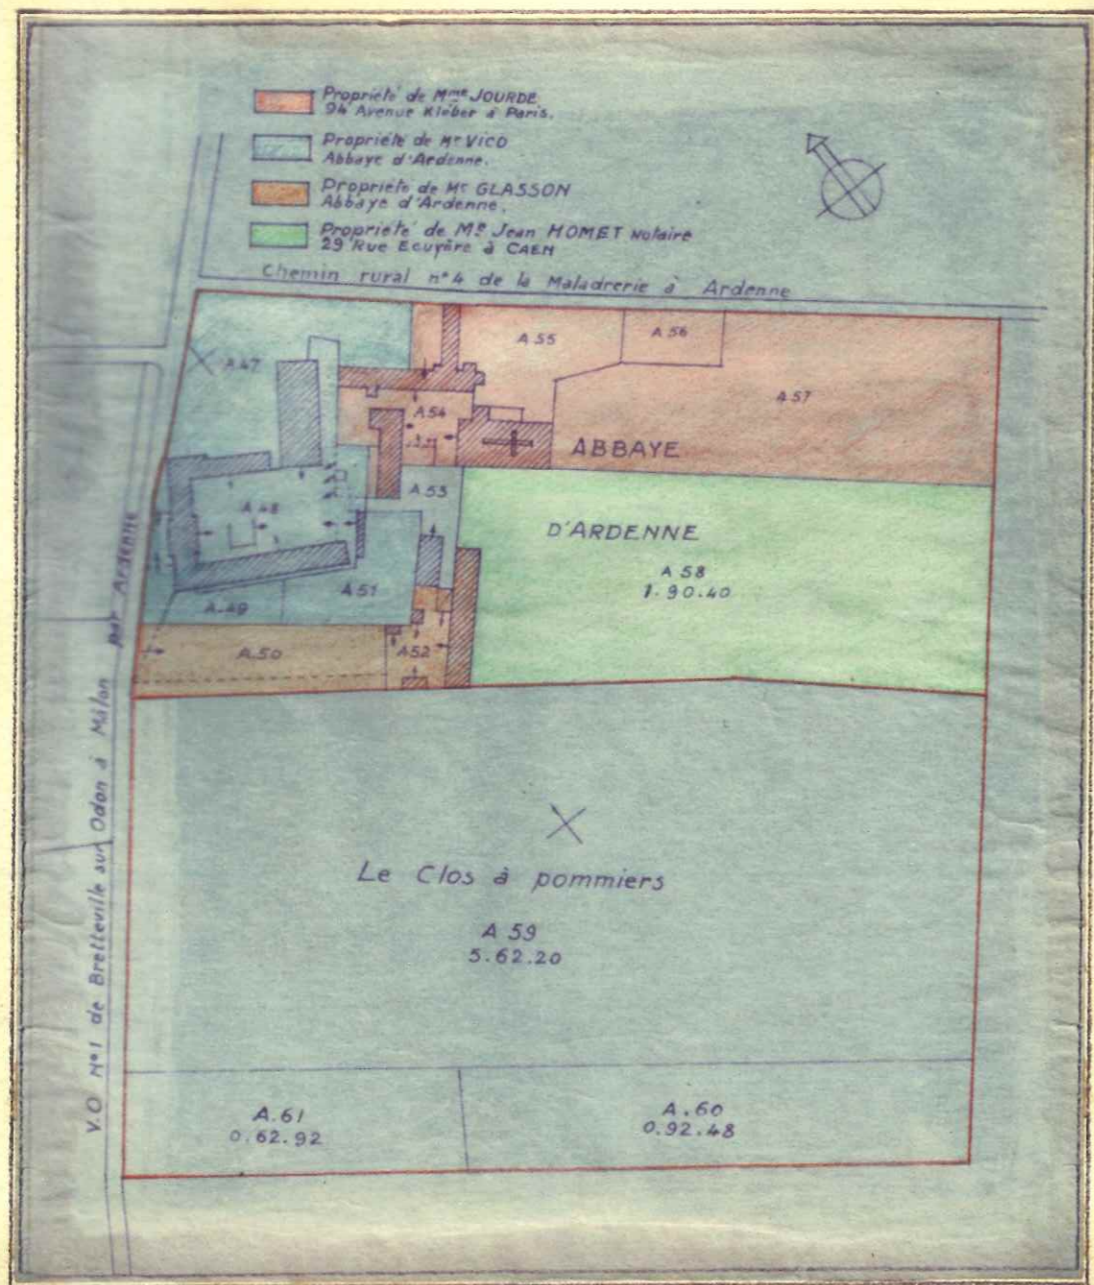 Propriété de Mme JOURDE
94 Avenue Kléber à Paris.
Propriété de Mr VICO
Abbaye d'Ardenne.
Propriété de Mr GLASSON
Abbaye d'Ardenne.
Propriété de Me Jean HOMET Notaire
29 Rue Ecuyère à CAEN
Chemin rural n°4 de la Maladrerie à Ardenne
A 47
A 55
A 56
A 57
A 54
ABBAYE
A 53
A 48
D'ARDENNE
A 58
1.90.40
A.49
A 51
A.50
A52
V.O N°1 de Bretteville sur Odon à Mâlon par Ardenne
Le Clos à pommiers
A 59
5.62.20
A.61
0.62.92
A.60
0.92.48